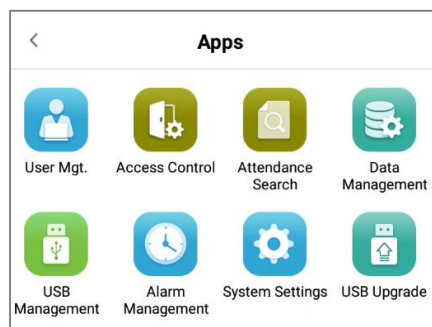 Apps
User Mgt.
Access Control
Attendance
Search
Data
Management
USB
Management
Alarm
Management
System Settings
USB Upgrade